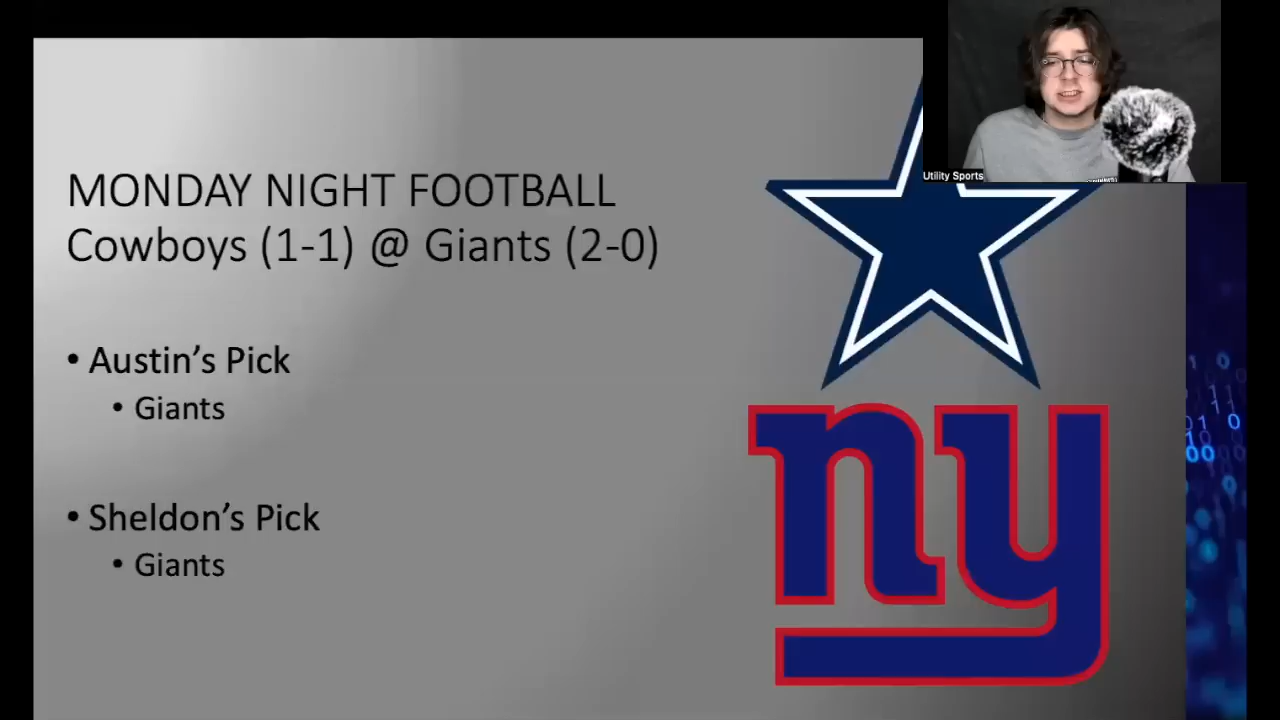 Utility Sports
MONDAY NIGHT FOOTBALL
Cowboys (1-1) @ Giants (2-0)
• Austin’s Pick
• Giants
• Sheldon’s Pick
• Giants
ny